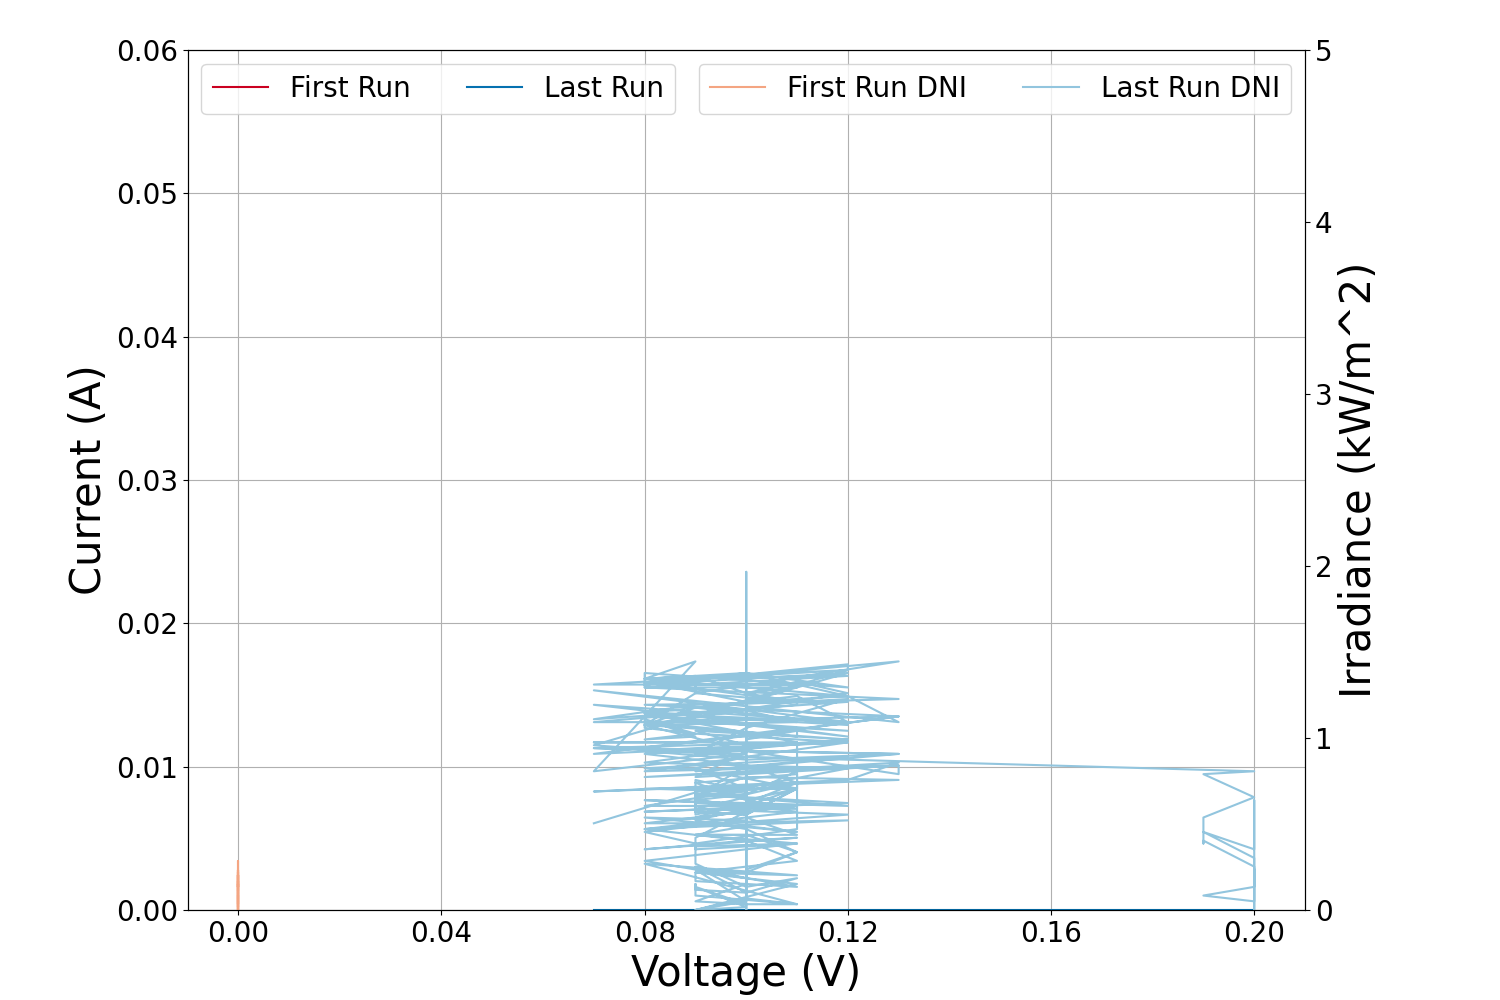 First Run
Last Run
First Run DNI
Last Run DNI
0.06
0.05
0.04
0.03
0.02
0.01
0.00
Current (A)
5
4
3
2
1
0
Irradiance (kW/m^2)
0.00 0.04 0.08 0.12 0.16 0.20
Voltage (V)